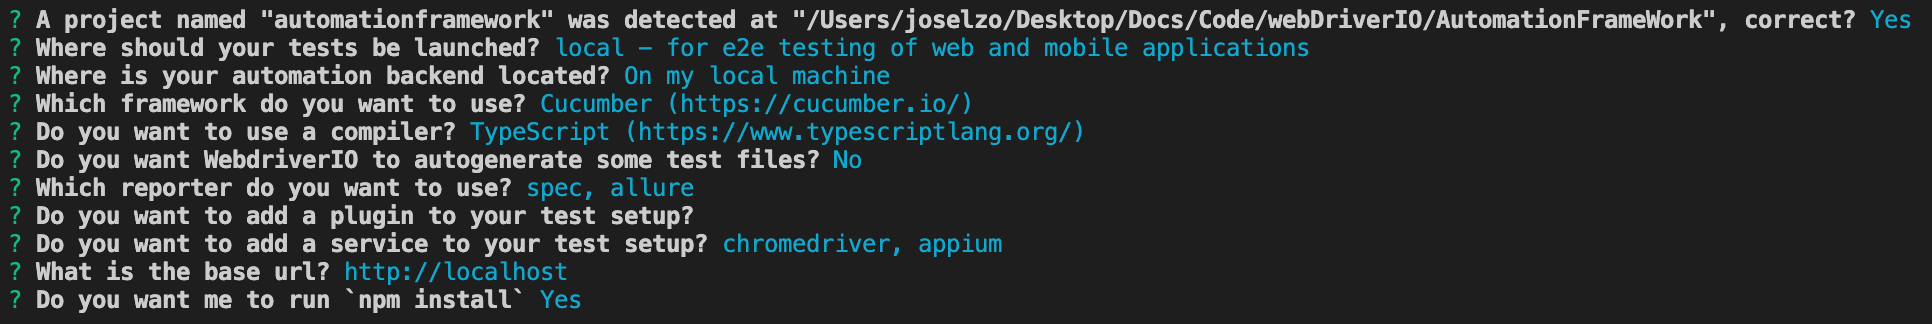 ? A project named "automationframework" was detected at "/Users/joselzo/Desktop/Docs/Code/webDriverIO/AutomationFrameWork", correct? Yes
? Where should your tests be launched? local – for e2e testing of web and mobile applications
? Where is your automation backend located? On my local machine
? Which framework do you want to use? Cucumber (https://cucumber.io/)
? Do you want to use a compiler? TypeScript (https://www.typescriptlang.org/)
? Do you want WebdriverIO to autogenerate some test files? No
? Which reporter do you want to use? spec, allure
? Do you want to add a plugin to your test setup?
? Do you want to add a service to your test setup? chromedriver, appium
? What is the base url? http://localhost
? Do you want me to run `npm install` Yes